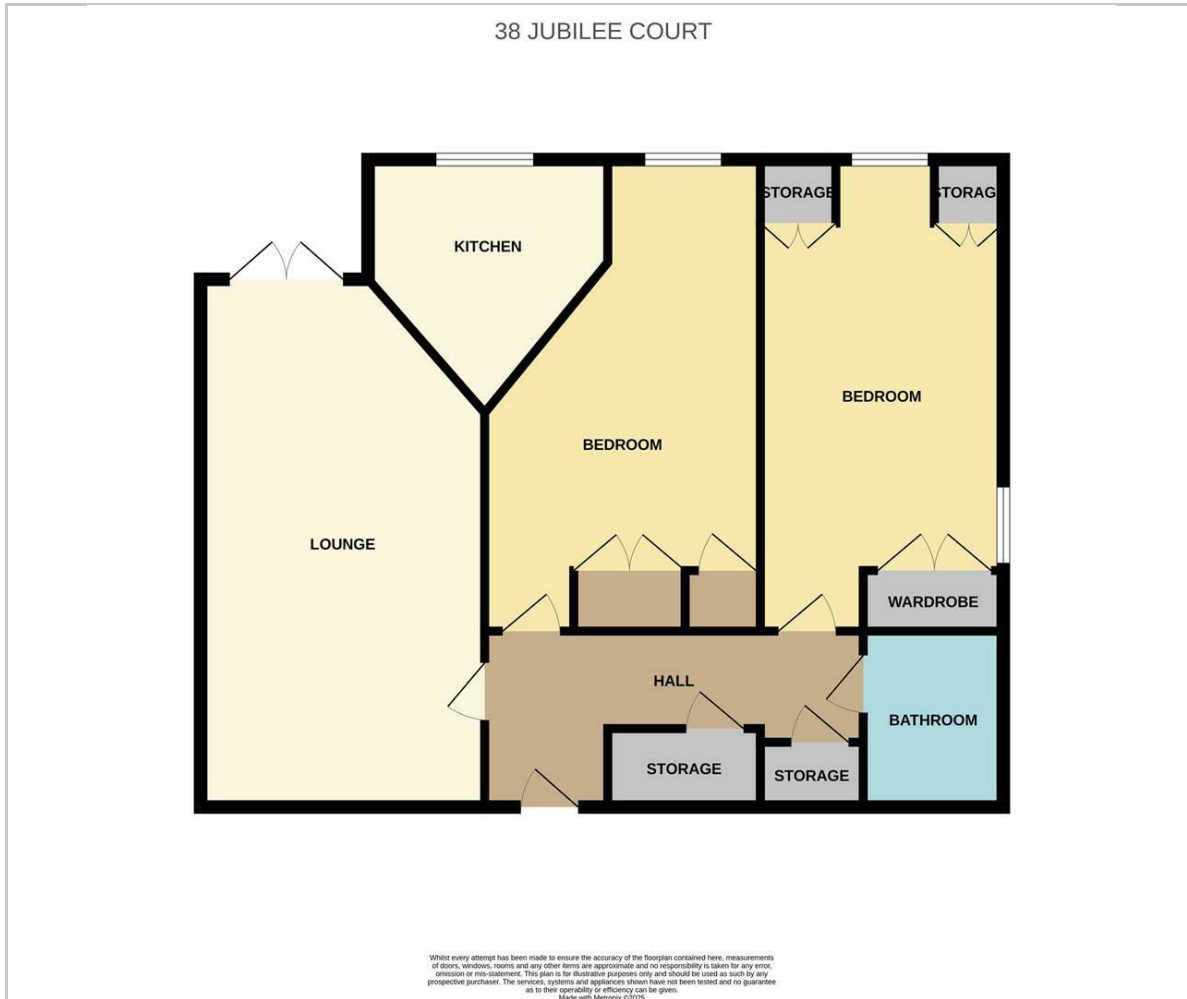 38 JUBILEE COURT
STORAGE
STORAG
KITCHEN
BEDROOM
BEDROOM
LOUNGE
WARDROBE
HALL
BATHROOM
STORAGE
STORAGE
Whilst every attempt has been made to ensure the accuracy of the floorplan contained here, measurements
of doors, windows, rooms and any other items are approximate and no responsibility is taken for any error,
omission or mis-statement. This plan is for illustrative purposes only and should be used as such by any
prospective purchaser. The services, systems and appliances shown have not been tested and no guarantee
as to their operability or efficiency can be given.
Made with Metropix ©2025